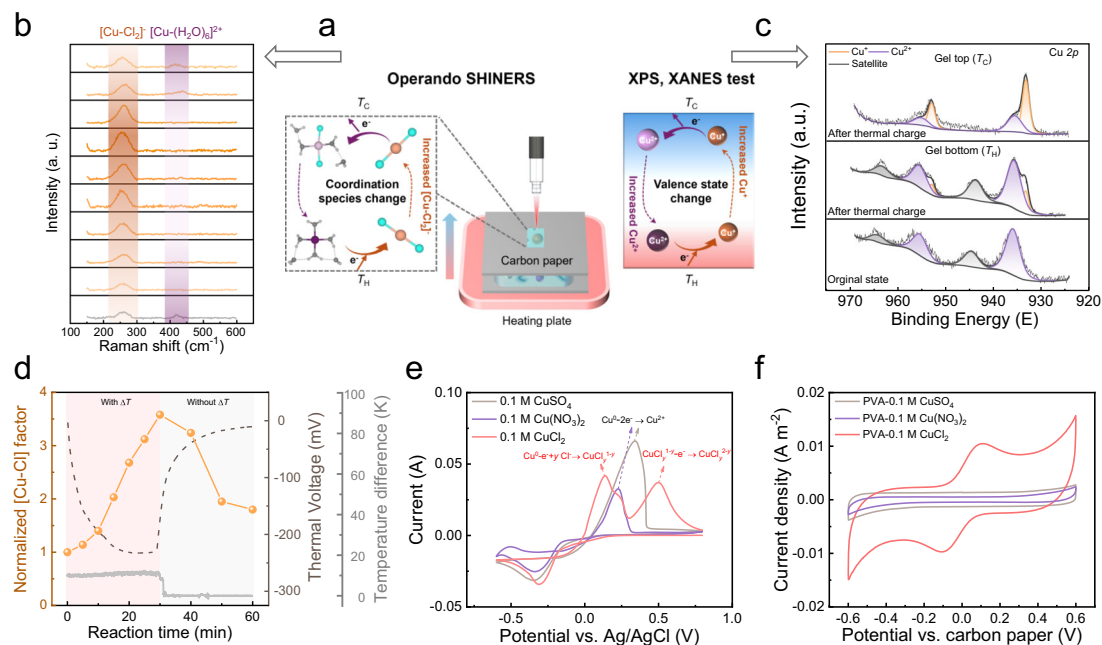 b
[Cu-Cl₂]⁻ [Cu-(H₂O)₆]²⁺
Intensity (a. u.)
100 200 300 400 500 600
Raman shift (cm⁻¹)
a
Operando SHINERS
T_C
e⁻
Coordination
species change
Increased [Cu-Cl₂]⁻
e⁻
T_H
Carbon paper
Heating plate
XPS, XANES test
T_C
e⁻
Cu²⁺
Cu⁺
Increased Cu²⁺
Valence state
change
Increased Cu⁺
Cu²⁺
Cu⁺
e⁻
T_H
c
Cu⁺ Cu²⁺
Satellite
Cu 2p
Gel top (T_C)
After thermal charge
Gel bottom (T_H)
After thermal charge
Orginal state
Intensity (a.u.)
970 960 950 940 930 920
Binding Energy (E)
d
With ΔT
Without ΔT
Normalized [Cu-Cl] factor
0
1
2
3
4
0 20 40 60
Reaction time (min)
Thermal Voltage (mV)
0
-100
-200
-300
Temperature difference (K)
100
80
60
40
20
0
e
0.1 M CuSO₄
0.1 M Cu(NO₃)₂
0.1 M CuCl₂
Cu⁰-2e⁻→ Cu²⁺
Cu⁰-e⁻+y Cl⁻→ CuCl_y¹⁻ʸ
CuCl_y¹⁻ʸ-e⁻ → CuCl_y²⁻ʸ
Current (A)
0.10
0.05
0.00
-0.05
-0.5 0.0 0.5 1.0
Potential vs. Ag/AgCl (V)
f
PVA-0.1 M CuSO₄
PVA-0.1 M Cu(NO₃)₂
PVA-0.1 M CuCl₂
Current density (A m⁻²)
0.02
0.01
0.00
-0.01
-0.02
-0.6 -0.4 -0.2 0.0 0.2 0.4 0.6
Potential vs. carbon paper (V)